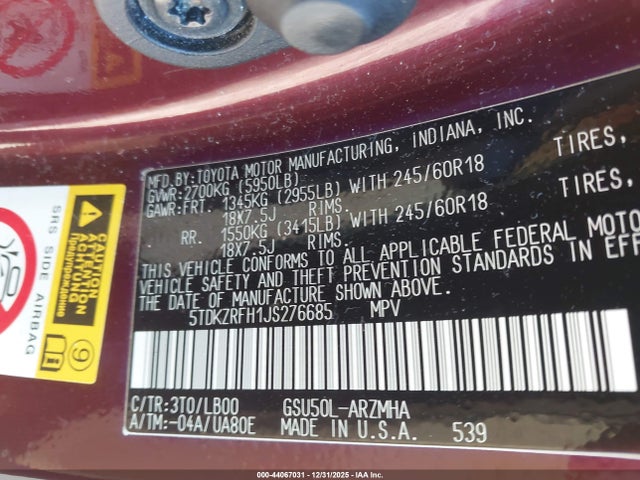 MFD.BY:TOYOTA MOTOR MANUFACTURING, INDIANA, INC.
GVWR:2700KG (5950LB)
GAWR:FRT. 1345KG (2955LB) WITH 245/60R18 TIRES,
18X7.5J RIMS.
RR. 1550KG (3415LB) WITH 245/60R18 TIRES,
18X7.5J RIMS.
THIS VEHICLE CONFORMS TO ALL APPLICABLE FEDERAL MOTO
VEHICLE SAFETY AND THEFT PREVENTION STANDARDS IN EFF
THE DATE OF MANUFACTURE SHOWN ABOVE.
5TDKZRFH1JS276685 MPV
C/TR:3T0/LB00 GSU50L-ARZMHA
A/TM:-04A/UA80E MADE IN U.S.A. 539
SRS SIDE AIRBAG
CAUTION
ATTENTION
ACHTUNG
Предупреждение
9
000-44067031 - 12/31/2025 - IAA Inc.